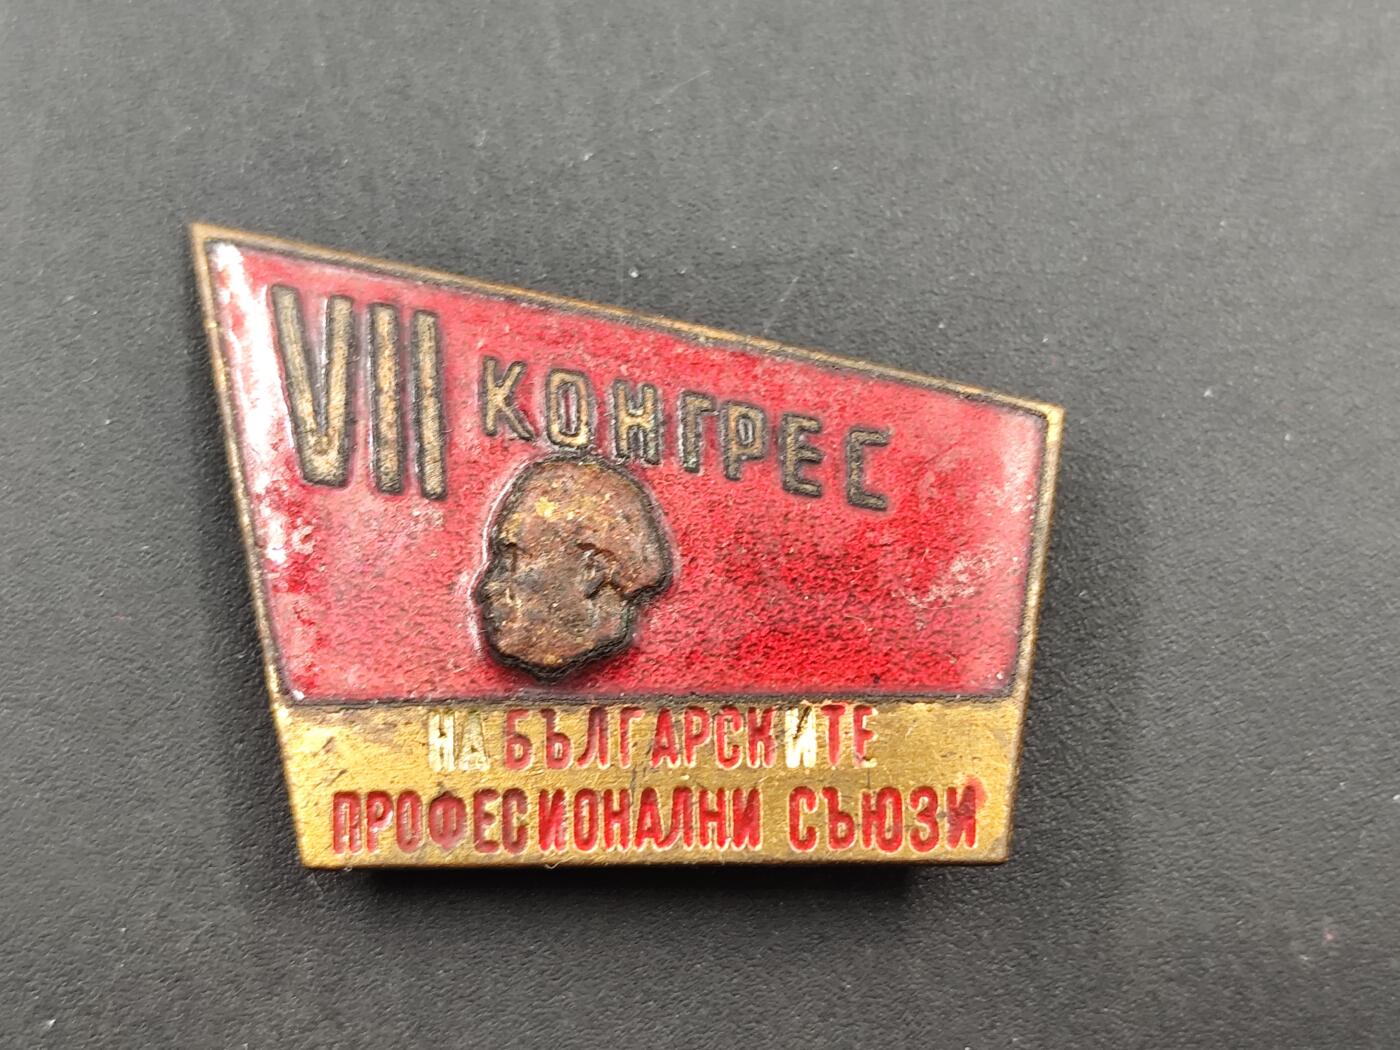 VII КОНГРЕС
НА БЪЛГАРСКИТЕ
ПРОФЕСИОНАЛНИ СЪЮЗИ